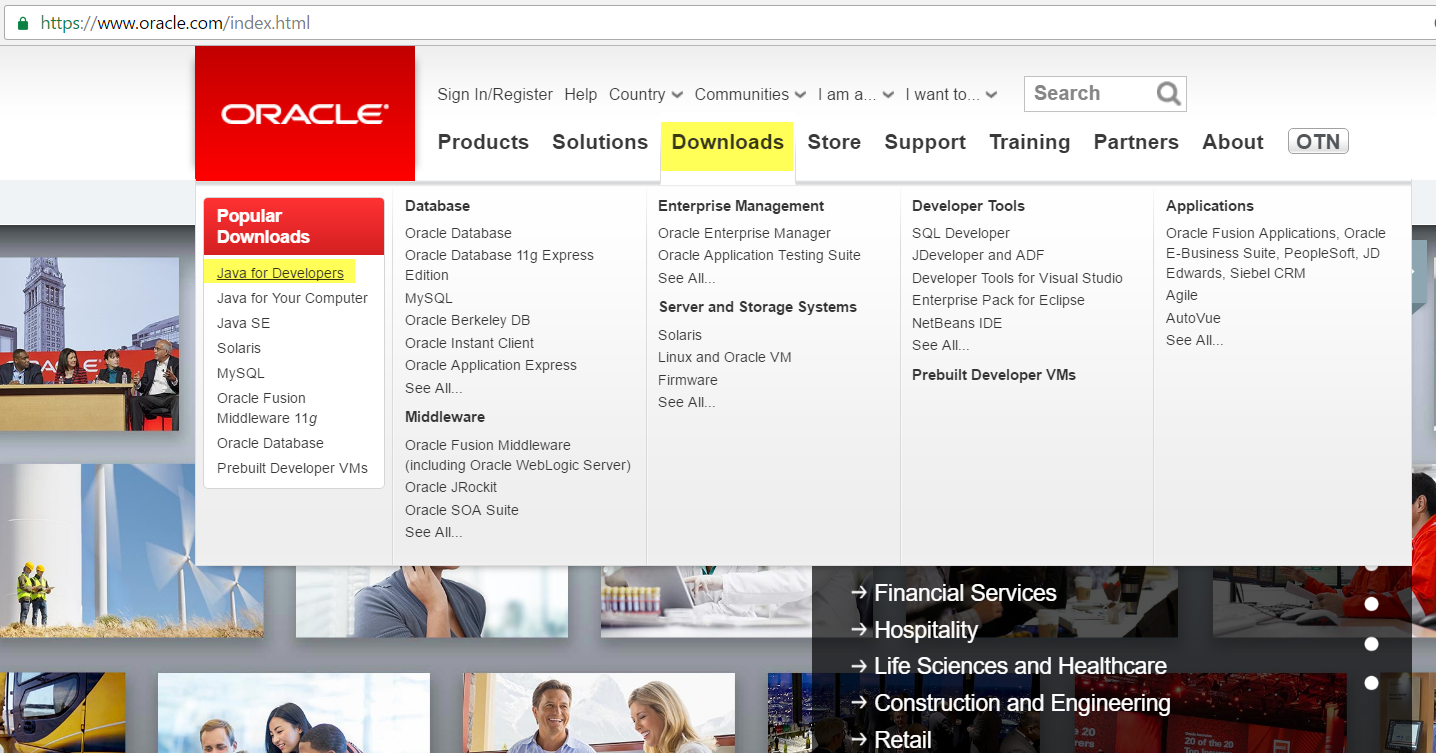 https://www.oracle.com/index.html
ORACLE
Sign In/Register Help Country Communities I am a... I want to... Search
Products Solutions Downloads Store Support Training Partners About OTN
Popular
Downloads
Java for Developers
Java for Your Computer
Java SE
Solaris
MySQL
Oracle Fusion
Middleware 11g
Oracle Database
Prebuilt Developer VMs
Database
Oracle Database
Oracle Database 11g Express
Edition
MySQL
Oracle Berkeley DB
Oracle Instant Client
Oracle Application Express
See All...
Middleware
Oracle Fusion Middleware
(including Oracle WebLogic Server)
Oracle JRockit
Oracle SOA Suite
See All...
Enterprise Management
Oracle Enterprise Manager
Oracle Application Testing Suite
See All...
Server and Storage Systems
Solaris
Linux and Oracle VM
Firmware
See All...
Developer Tools
SQL Developer
JDeveloper and ADF
Developer Tools for Visual Studio
Enterprise Pack for Eclipse
NetBeans IDE
See All...
Prebuilt Developer VMs
Applications
Oracle Fusion Applications, Oracle
E-Business Suite, PeopleSoft, JD
Edwards, Siebel CRM
Agile
AutoVue
See All...
Financial Services
Hospitality
Life Sciences and Healthcare
Construction and Engineering
Retail